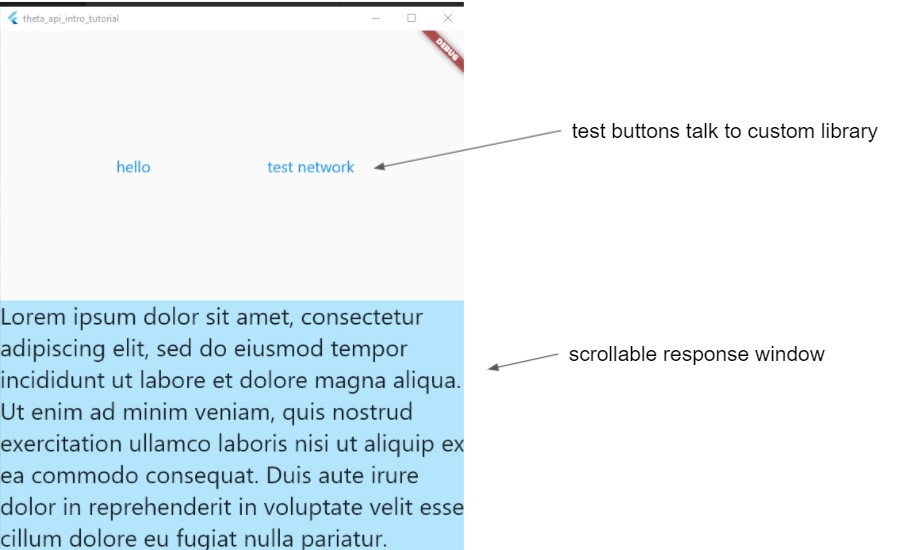 theta_api_intro_tutorial
DEBUG
test buttons talk to custom library
hello test network
Lorem ipsum dolor sit amet, consectetur
adipiscing elit, sed do eiusmod tempor
scrollable response window
incididunt ut labore et dolore magna aliqua.
Ut enim ad minim veniam, quis nostrud
exercitation ullamco laboris nisi ut aliquip ex
ea commodo consequat. Duis aute irure
dolor in reprehenderit in voluptate velit esse
cillum dolore eu fugiat nulla pariatur.